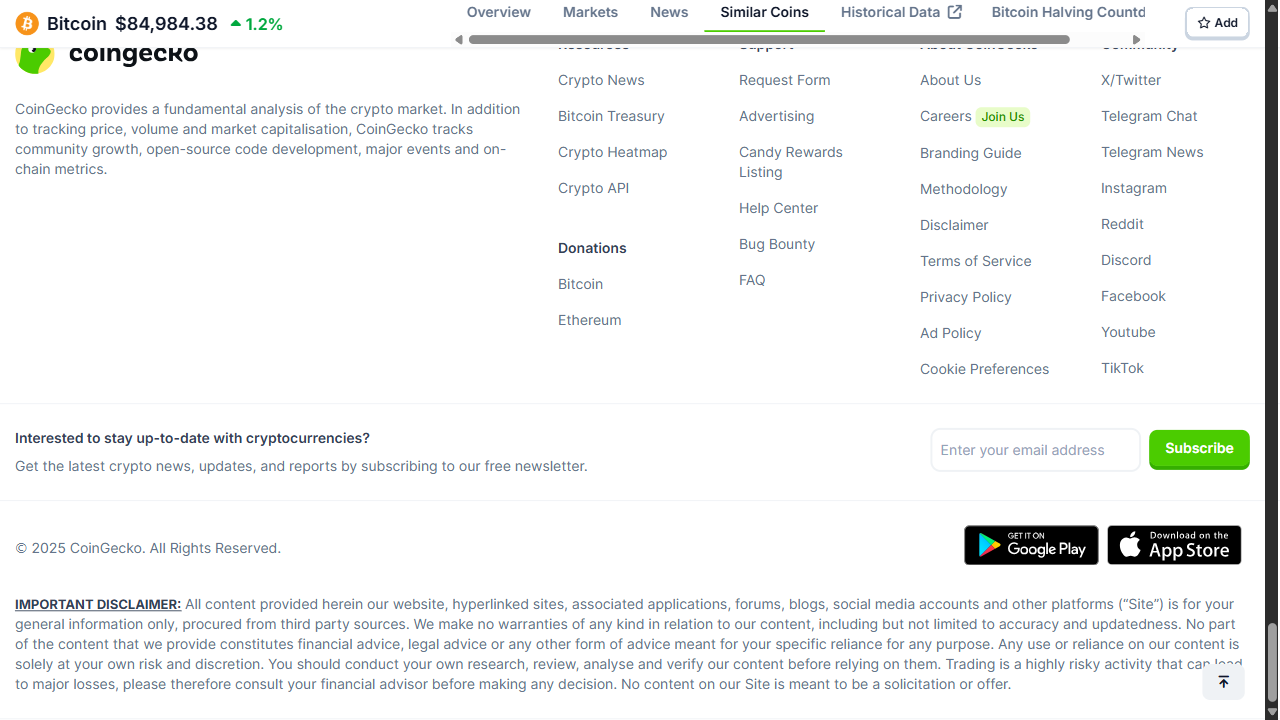 Bitcoin $84,984.38 1.2%
Overview Markets News Similar Coins Historical Data Bitcoin Halving Countd
Add
coingecko
CoinGecko provides a fundamental analysis of the crypto market. In addition
to tracking price, volume and market capitalisation, CoinGecko tracks
community growth, open-source code development, major events and on-
chain metrics.
Resources
Crypto News
Bitcoin Treasury
Crypto Heatmap
Crypto API
Donations
Bitcoin
Ethereum
Support
Request Form
Advertising
Candy Rewards
Listing
Help Center
Bug Bounty
FAQ
About CoinGecko
About Us
Careers Join Us
Branding Guide
Methodology
Disclaimer
Terms of Service
Privacy Policy
Ad Policy
Cookie Preferences
Community
X/Twitter
Telegram Chat
Telegram News
Instagram
Reddit
Discord
Facebook
Youtube
TikTok
Interested to stay up-to-date with cryptocurrencies?
Get the latest crypto news, updates, and reports by subscribing to our free newsletter.
Enter your email address
Subscribe
© 2025 CoinGecko. All Rights Reserved.
GET IT ON
Google Play
Download on the
App Store
IMPORTANT DISCLAIMER: All content provided herein our website, hyperlinked sites, associated applications, forums, blogs, social media accounts and other platforms (“Site”) is for your
general information only, procured from third party sources. We make no warranties of any kind in relation to our content, including but not limited to accuracy and updatedness. No part
of the content that we provide constitutes financial advice, legal advice or any other form of advice meant for your specific reliance for any purpose. Any use or reliance on our content is
solely at your own risk and discretion. You should conduct your own research, review, analyse and verify our content before relying on them. Trading is a highly risky activity that can lead
to major losses, please therefore consult your financial advisor before making any decision. No content on our Site is meant to be a solicitation or offer.